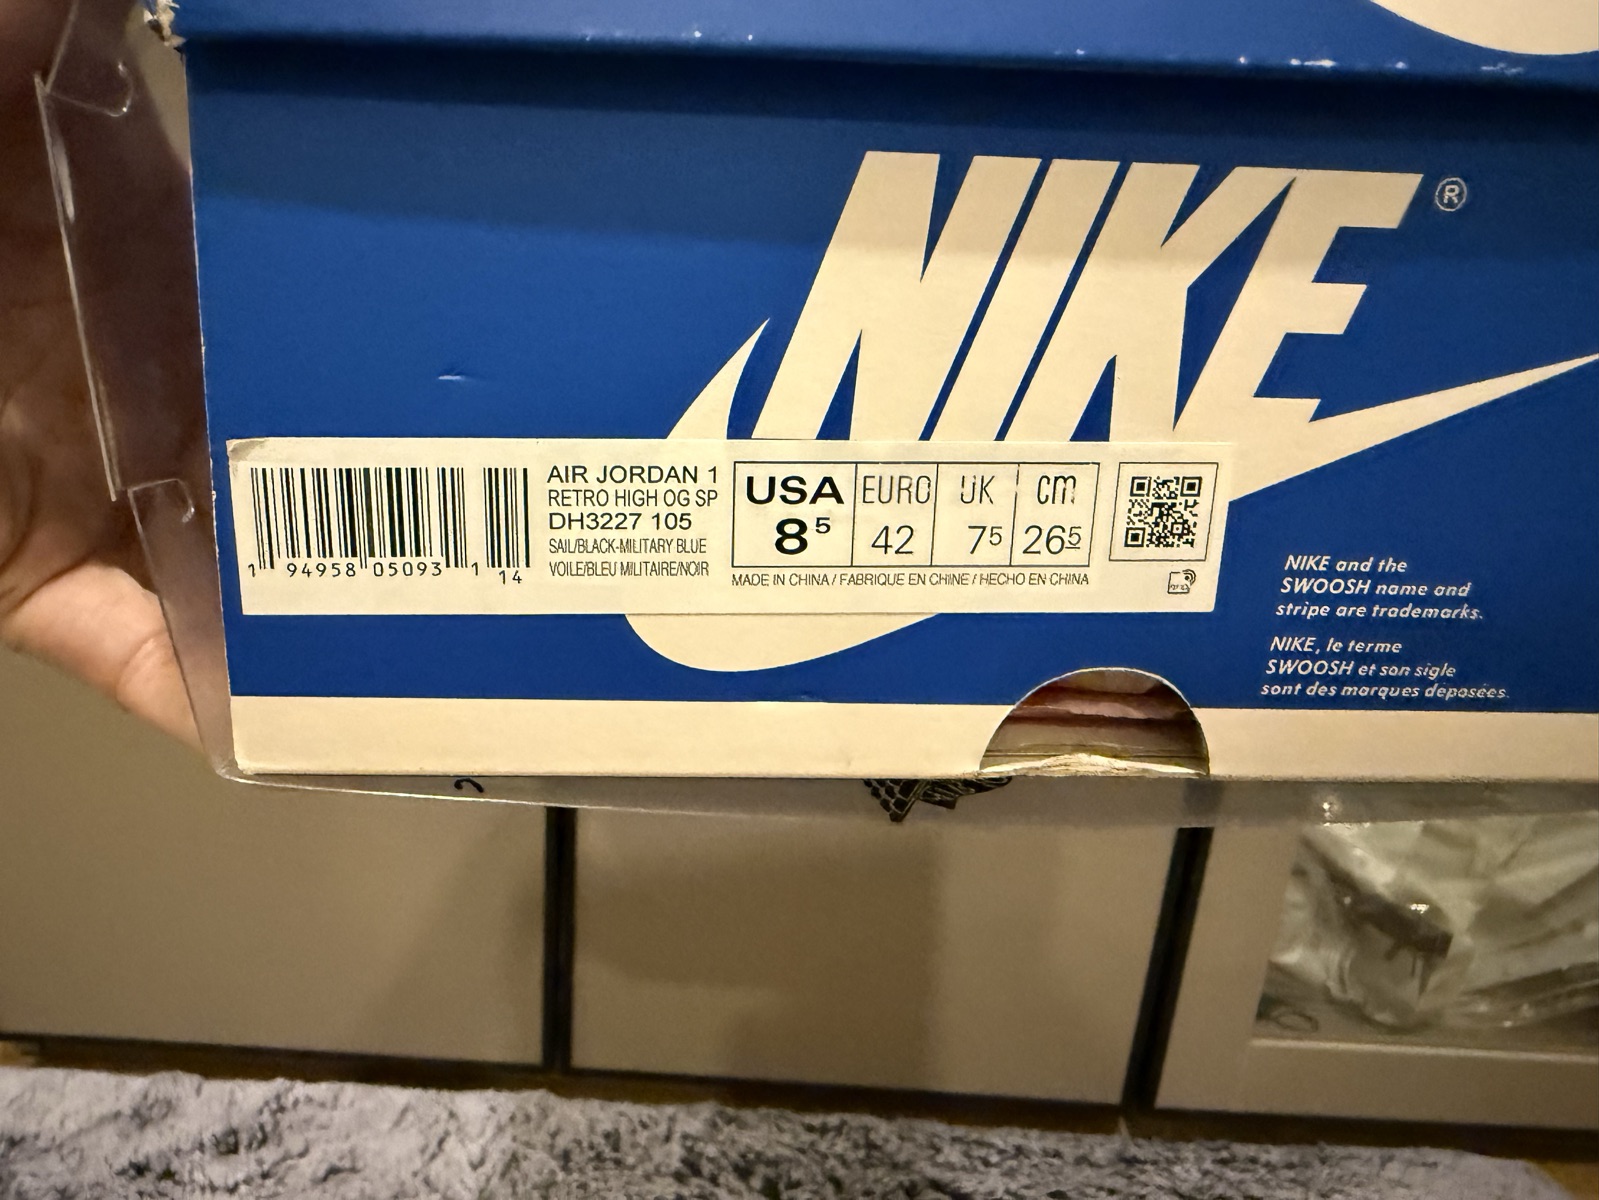 NIKE®
AIR JORDAN 1
RETRO HIGH OG SP
DH3227 105
SAIL/BLACK-MILITARY BLUE
VOILE/BLEU MILITAIRE/NOIR
1 94958 05093 1 14
USA EURO UK cm
8⁵ 42 7⁵ 26⁵
MADE IN CHINA / FABRIQUE EN CHINE / HECHO EN CHINA
NIKE and the
SWOOSH name and
stripe are trademarks.
NIKE, le terme
SWOOSH et son sigle
sont des marques déposées.